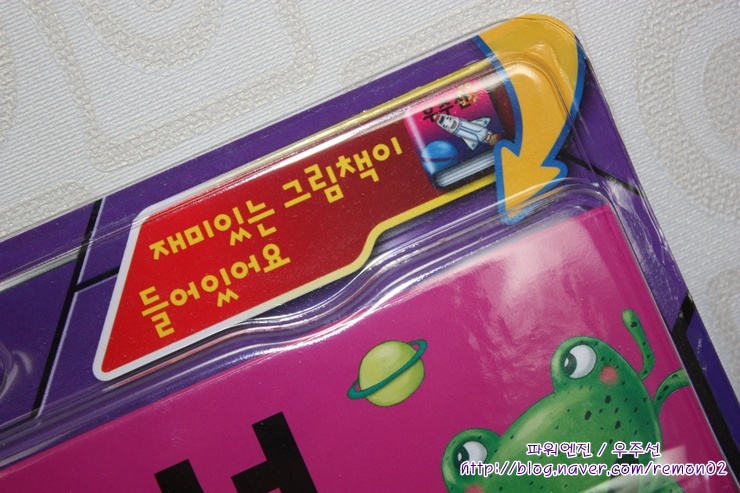 우주선
재미있는 그림책이
들어있어요
파워엔진 / 우주선
http://blog.naver.com/remon02